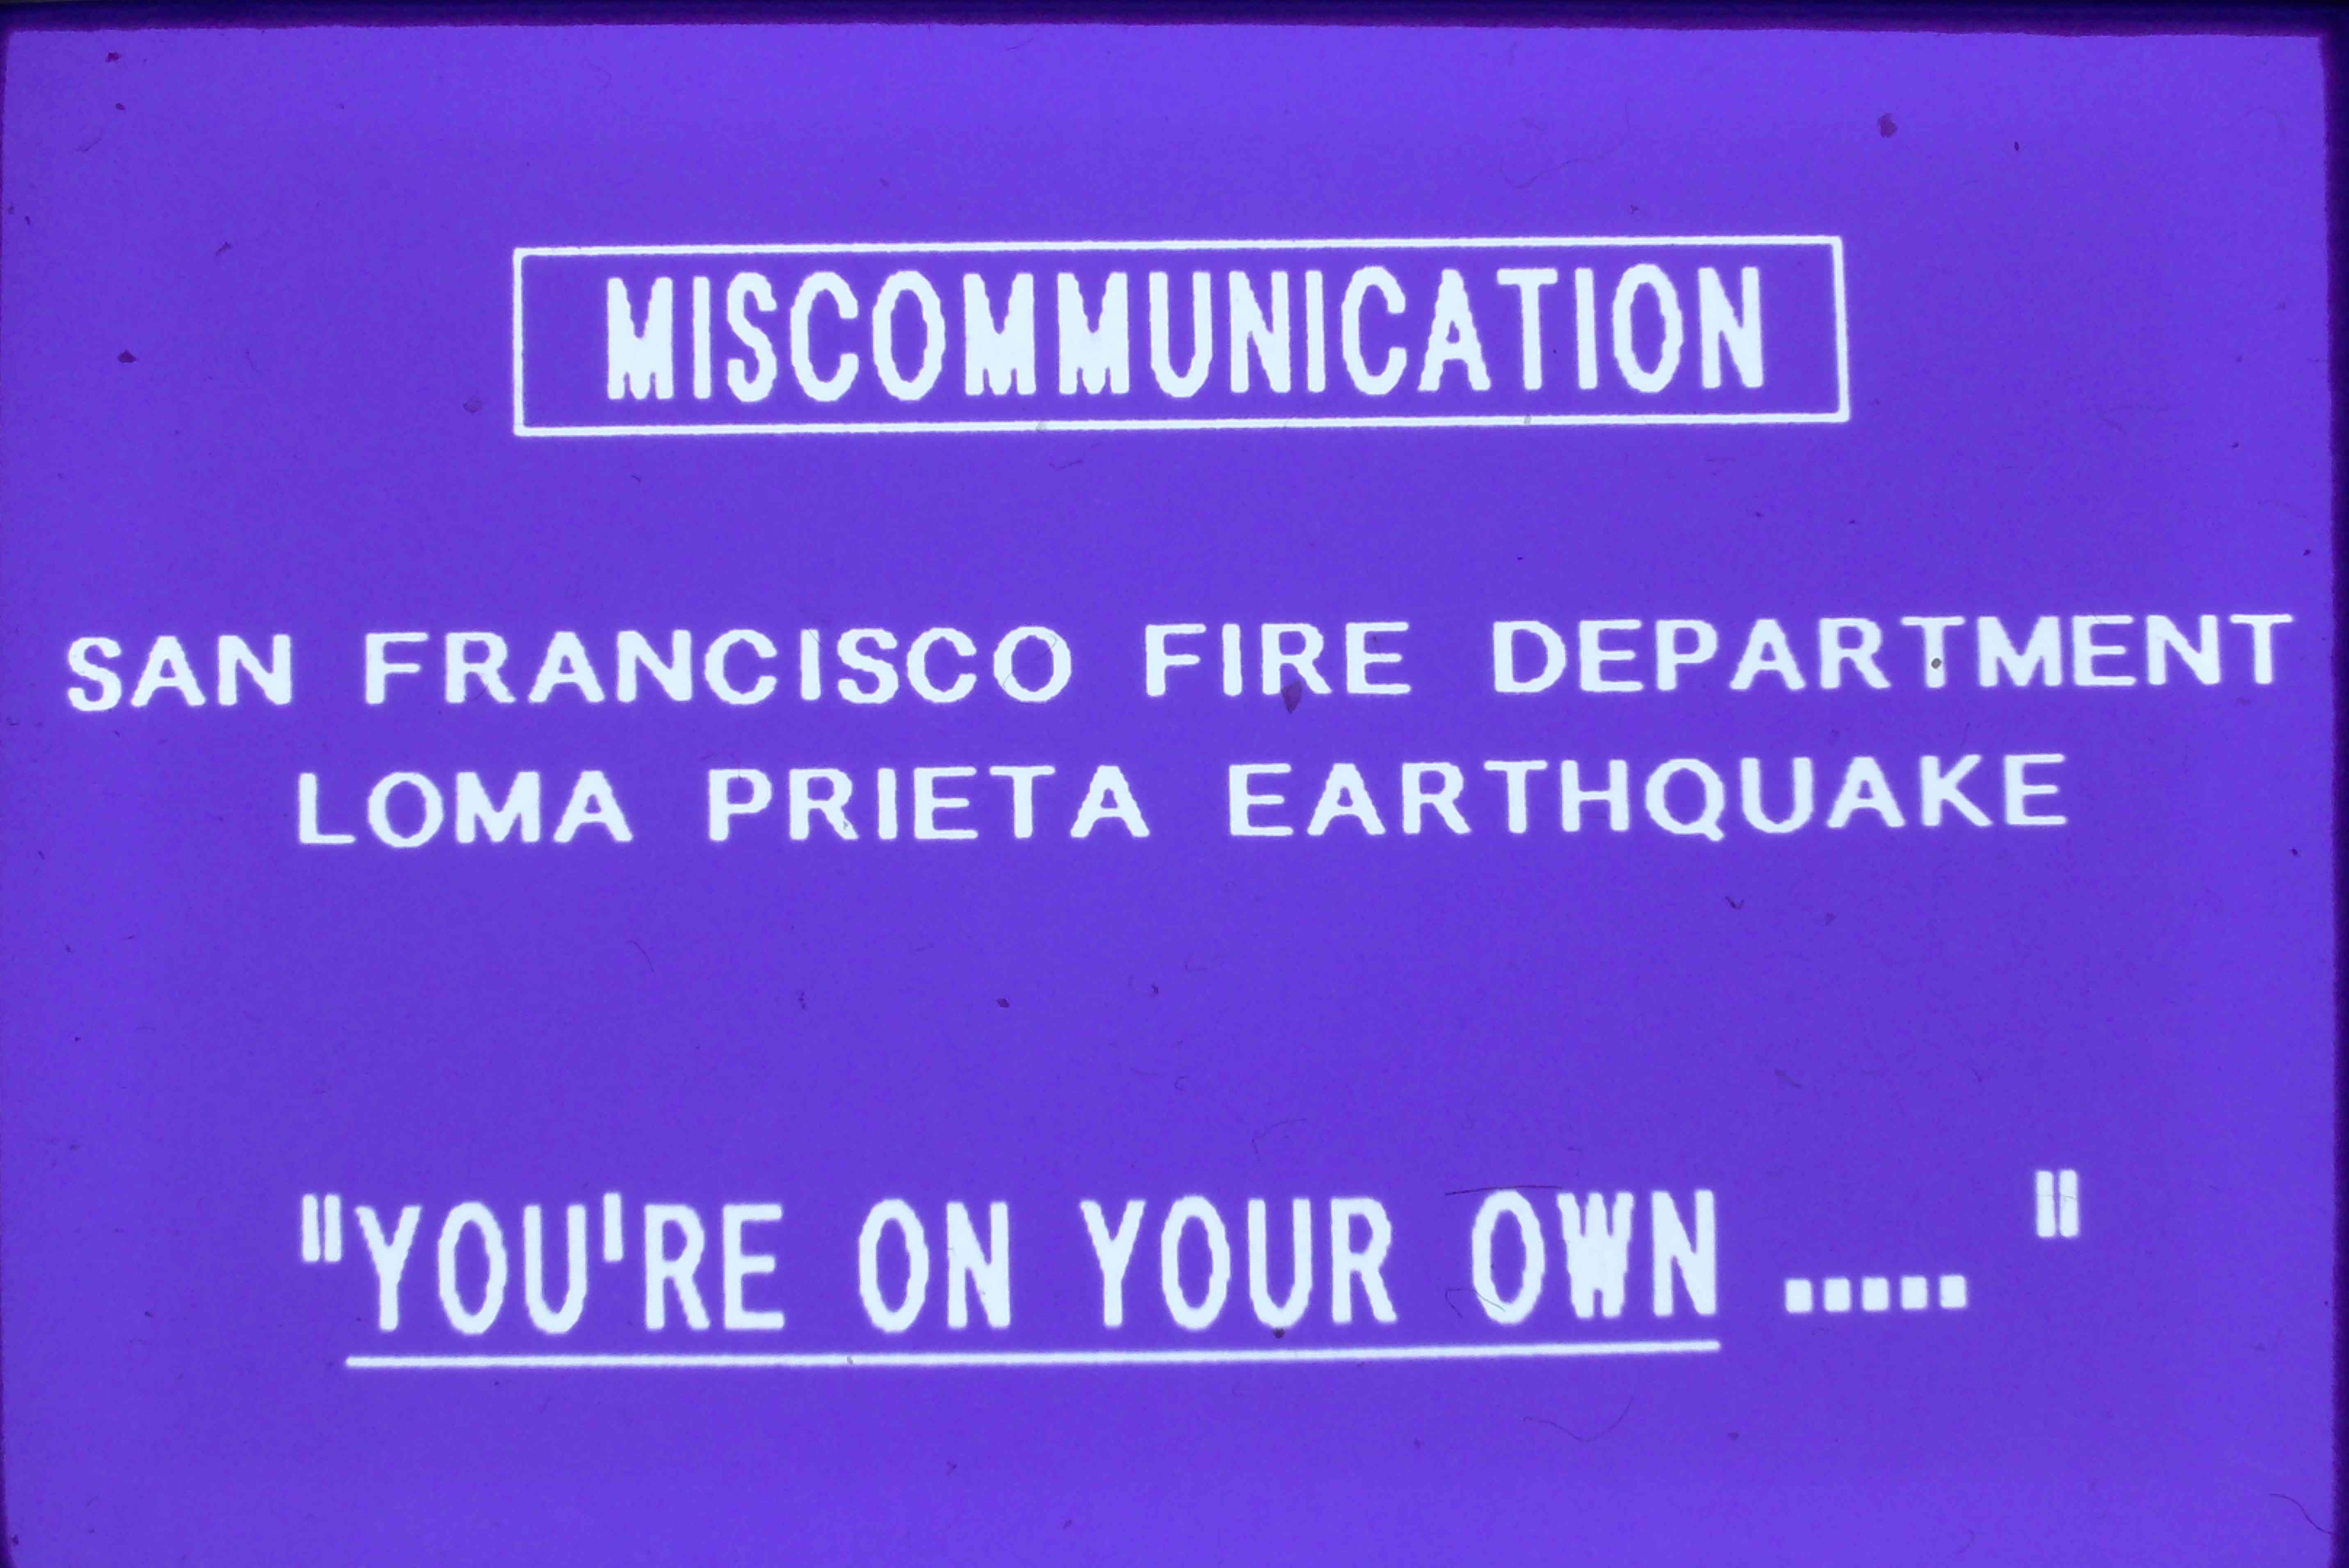 MISCOMMUNICATION
SAN FRANCISCO FIRE DEPARTMENT
LOMA PRIETA EARTHQUAKE
"YOU'RE ON YOUR OWN ..... "